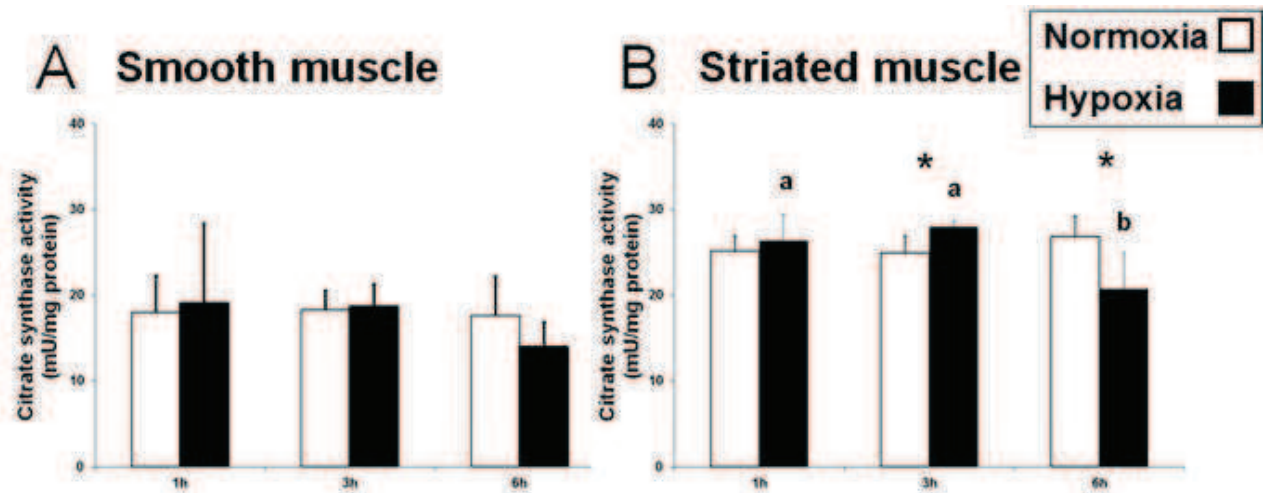 A Smooth muscle
Citrate synthase activity
(mU/mg protein)
40
30
20
10
0
1h
3h
6h
B Striated muscle
Normoxia
Hypoxia
Citrate synthase activity
(mU/mg protein)
40
30
20
10
0
a
*
a
*
b
1h
3h
6h